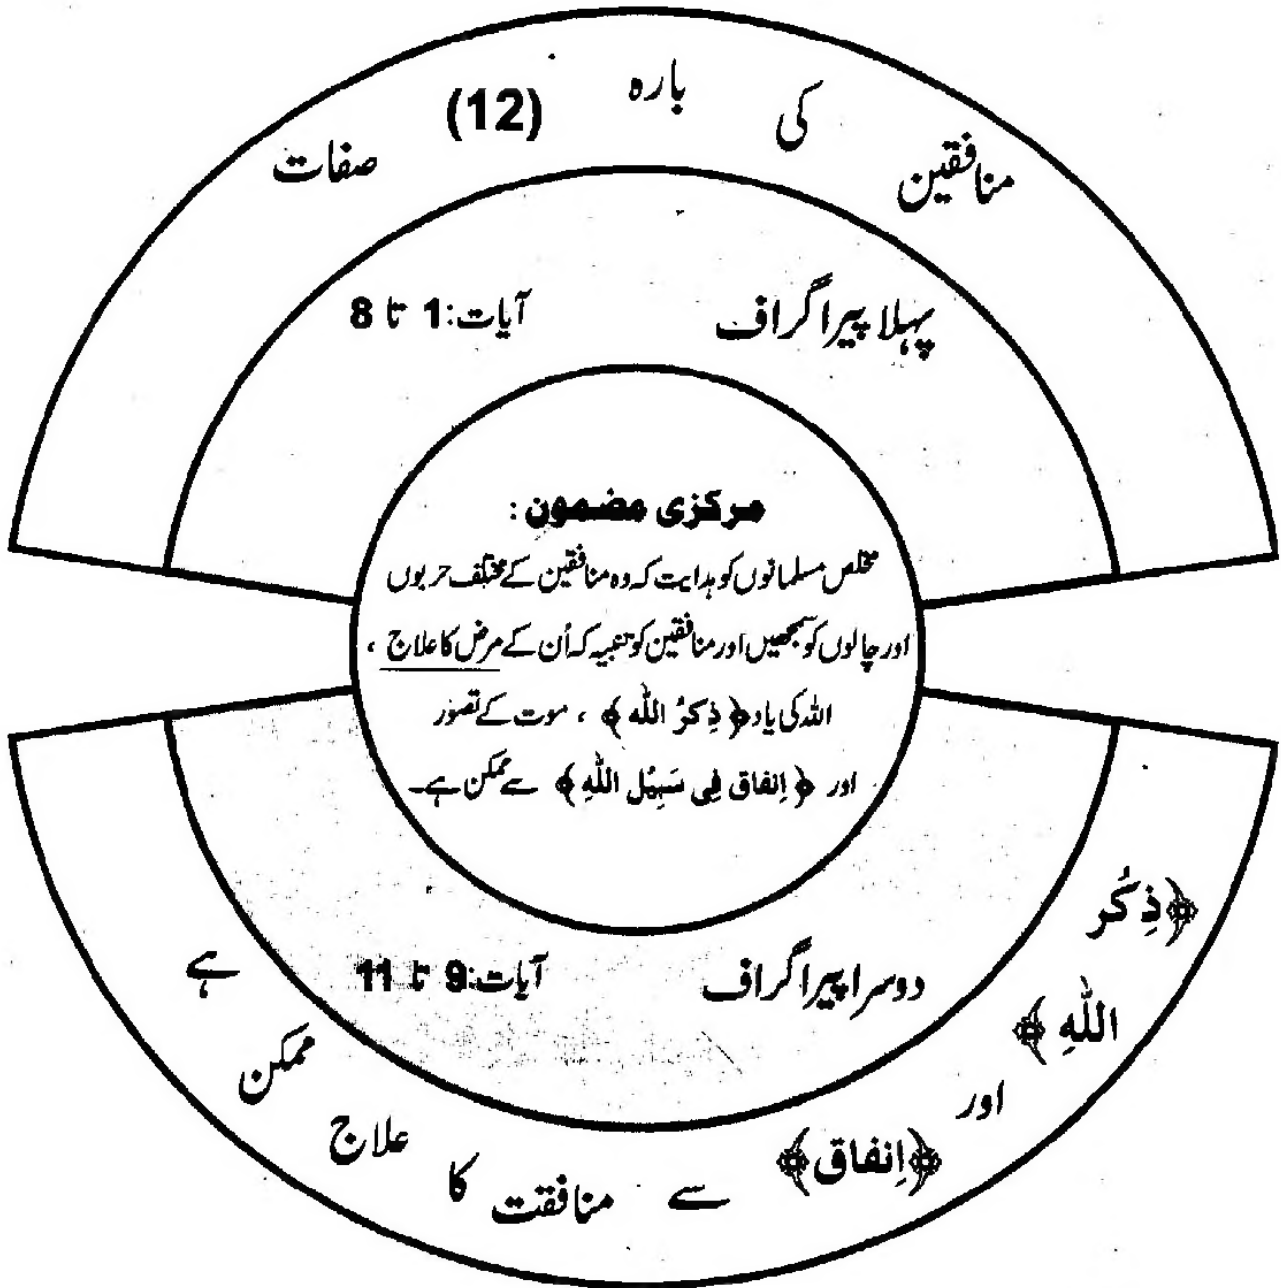 منافقین کی بارہ (12) صفات
پہلا پیراگراف آیات:1 تا 8
مرکزی مضمون :
مخلص مسلمانوں کو ہدایت کہ وہ منافقین کے مختلف حربوں
اور چالوں کو سمجھیں اور منافقین کو تنبیہ کہ اُن کے مرض کا علاج ،
اللہ کی یاد ﴿ ذِکرُ اللہ ﴾ ، موت کے تصور
اور ﴿ اِنفاق فِی سَبِیْل اللّٰہِ ﴾ سے ممکن ہے۔
دوسرا پیراگراف آیات:9 تا 11
﴿ذِکْر اللّٰہِ﴾ اور ﴿اِنفاق﴾ سے منافقت کا علاج ممکن ہے